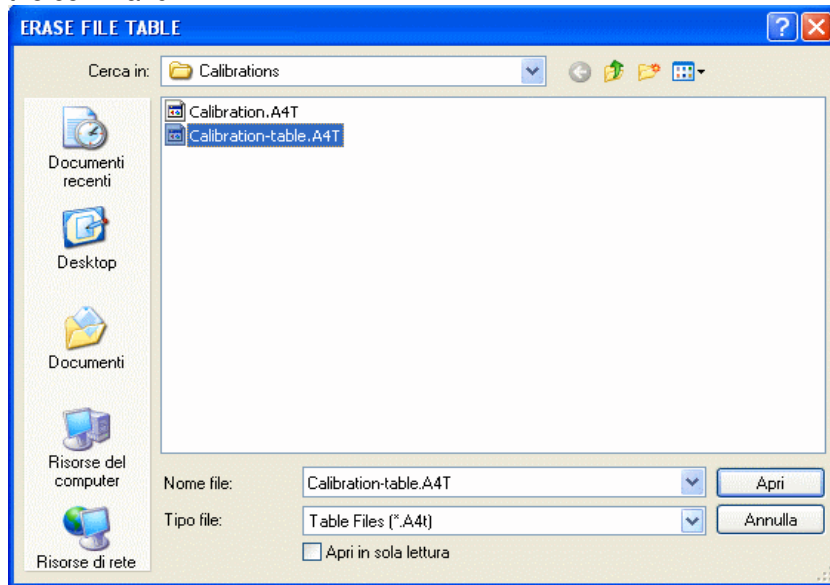 ERASE FILE TABLE
Cerca in:
Calibrations
Calibration.A4T
Calibration-table.A4T
Documenti
recenti
Desktop
Documenti
Risorse del
computer
Risorse di rete
Nome file:
Calibration-table.A4T
Apri
Tipo file:
Table Files (*.A4t)
Annulla
Apri in sola lettura